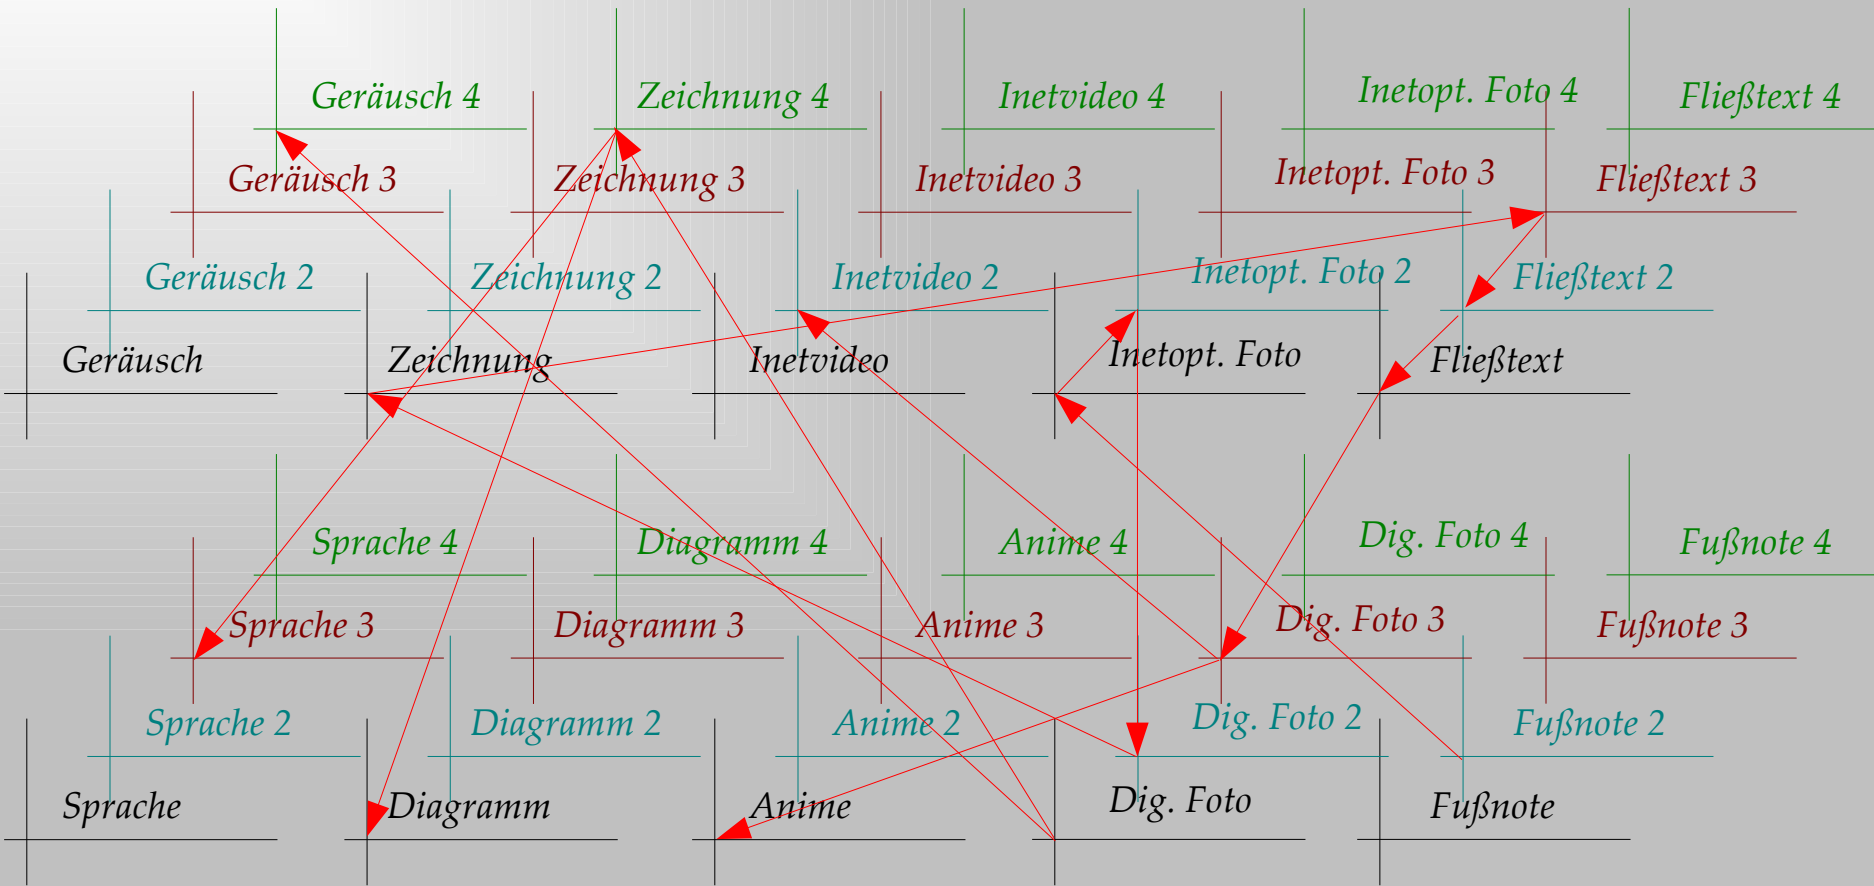 Geräusch 4 Zeichnung 4 Inetvideo 4 Inetopt. Foto 4 Fließtext 4
Geräusch 3 Zeichnung 3 Inetvideo 3 Inetopt. Foto 3 Fließtext 3
Geräusch 2 Zeichnung 2 Inetvideo 2 Inetopt. Foto 2 Fließtext 2
Geräusch Zeichnung Inetvideo Inetopt. Foto Fließtext
Sprache 4 Diagramm 4 Anime 4 Dig. Foto 4 Fußnote 4
Sprache 3 Diagramm 3 Anime 3 Dig. Foto 3 Fußnote 3
Sprache 2 Diagramm 2 Anime 2 Dig. Foto 2 Fußnote 2
Sprache Diagramm Anime Dig. Foto Fußnote